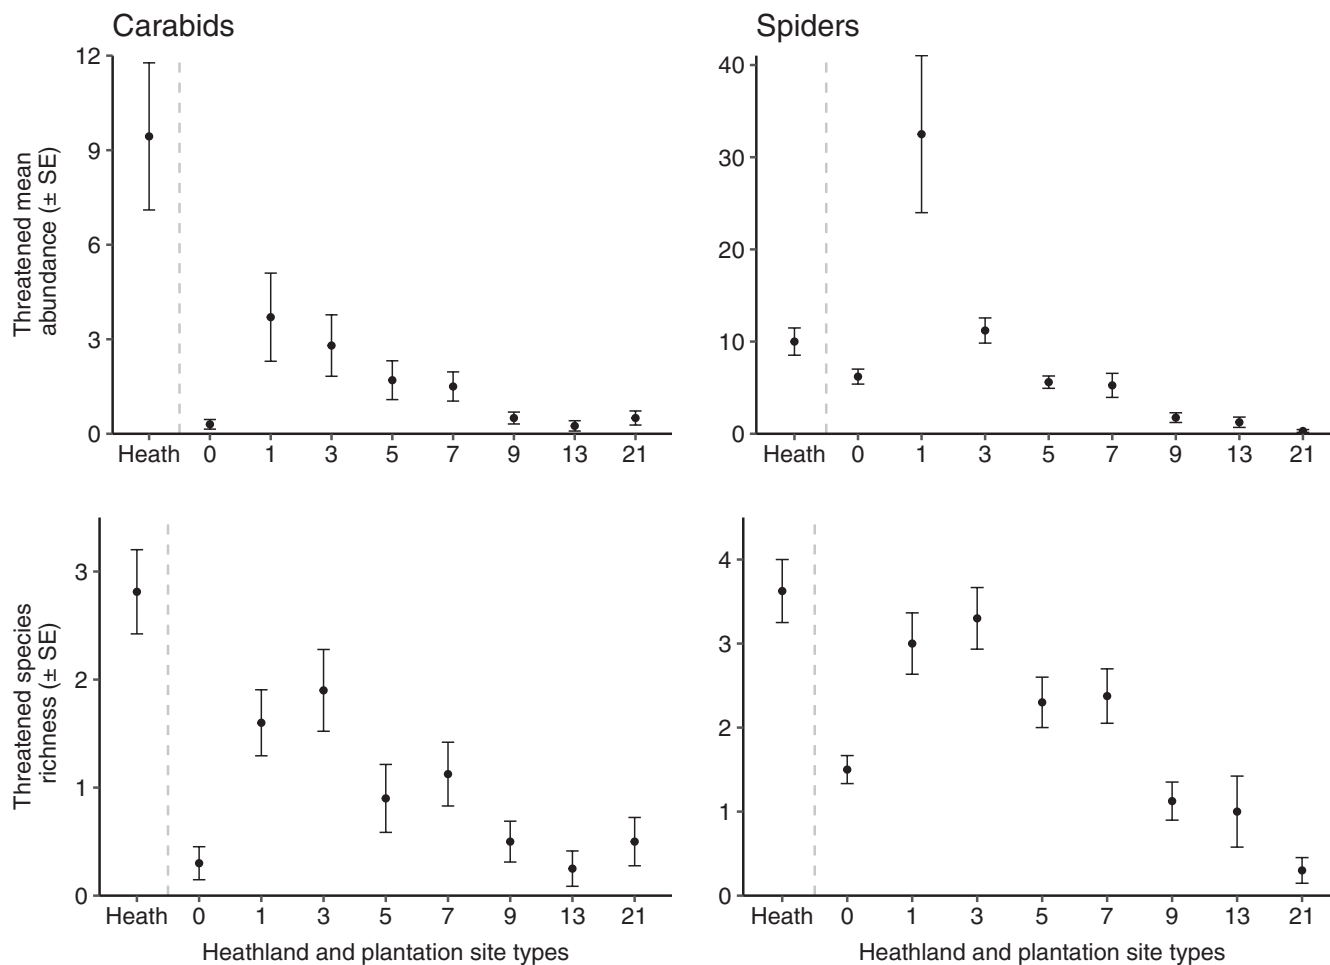 Carabids
Spiders
Threatened mean
abundance (± SE)
12
9
6
3
0
Heath 0 1 3 5 7 9 13 21
40
30
20
10
0
Heath 0 1 3 5 7 9 13 21
Threatened species
richness (± SE)
3
2
1
0
Heath 0 1 3 5 7 9 13 21
Heathland and plantation site types
4
3
2
1
0
Heath 0 1 3 5 7 9 13 21
Heathland and plantation site types